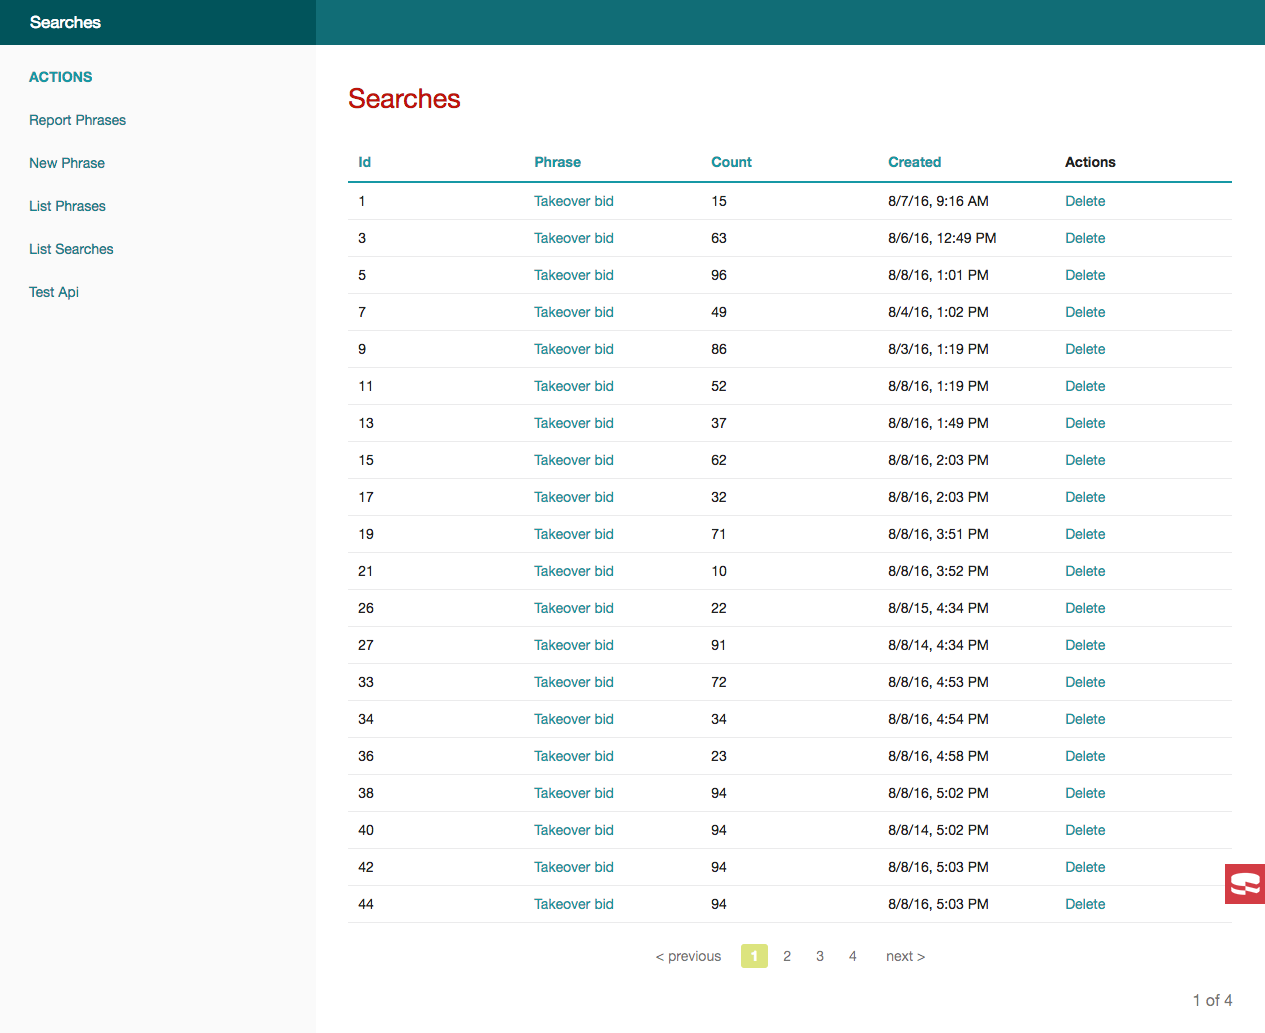 Searches
ACTIONS
Report Phrases
New Phrase
List Phrases
List Searches
Test Api
Searches
Id Phrase Count Created Actions
1 Takeover bid 15 8/7/16, 9:16 AM Delete
3 Takeover bid 63 8/6/16, 12:49 PM Delete
5 Takeover bid 96 8/8/16, 1:01 PM Delete
7 Takeover bid 49 8/4/16, 1:02 PM Delete
9 Takeover bid 86 8/3/16, 1:19 PM Delete
11 Takeover bid 52 8/8/16, 1:19 PM Delete
13 Takeover bid 37 8/8/16, 1:49 PM Delete
15 Takeover bid 62 8/8/16, 2:03 PM Delete
17 Takeover bid 32 8/8/16, 2:03 PM Delete
19 Takeover bid 71 8/8/16, 3:51 PM Delete
21 Takeover bid 10 8/8/16, 3:52 PM Delete
26 Takeover bid 22 8/8/15, 4:34 PM Delete
27 Takeover bid 91 8/8/14, 4:34 PM Delete
33 Takeover bid 72 8/8/16, 4:53 PM Delete
34 Takeover bid 34 8/8/16, 4:54 PM Delete
36 Takeover bid 23 8/8/16, 4:58 PM Delete
38 Takeover bid 94 8/8/16, 5:02 PM Delete
40 Takeover bid 94 8/8/14, 5:02 PM Delete
42 Takeover bid 94 8/8/16, 5:03 PM Delete
44 Takeover bid 94 8/8/16, 5:03 PM Delete
< previous 1 2 3 4 next >
1 of 4